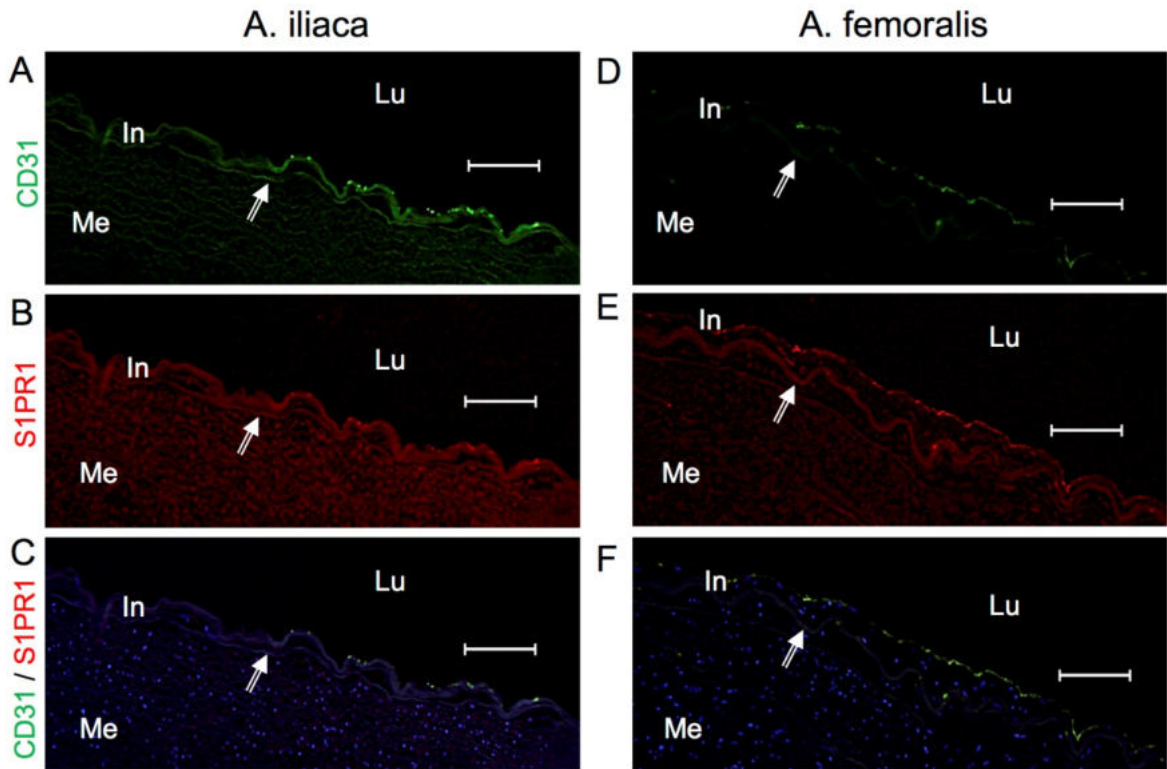 A. iliaca
A. femoralis
A
CD31
Lu
In
Me
D
Lu
In
Me
B
S1PR1
Lu
In
Me
E
In
Lu
Me
C
CD31 / S1PR1
Lu
In
Me
F
In
Lu
Me